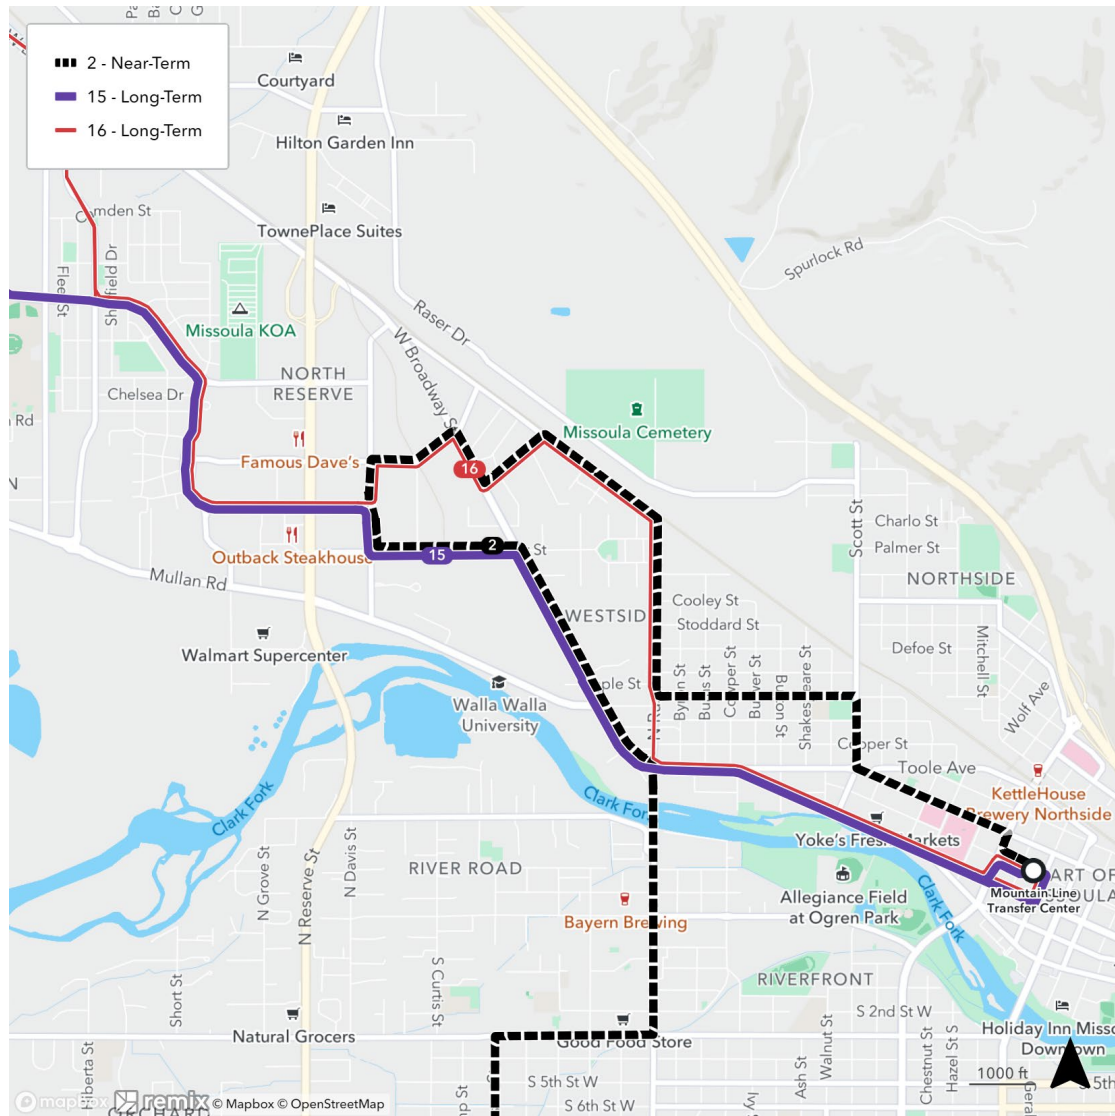 2 - Near-Term
15 - Long-Term
16 - Long-Term
Courtyard
Hilton Garden Inn
TownePlace Suites
Spurlock Rd
Fleet St
Missoula KOA
Raser Dr
W Broadway St
NORTH
RESERVE
Chelsea Dr
Missoula Cemetery
Famous Dave's
16
Scott St
Charlo St
Palmer St
15
2
St
Outback Steakhouse
Mullan Rd
NORTHSIDE
Cooley St
Stoddard St
WESTSID
Defoe St
Mitchell St
Walmart Supercenter
Walla Walla
University
Shakespeare St
Wolf Ave
Toole Ave
KettleHouse
Brewery Northside
Clark Fork
Clark For
Yoke's Fresh Markets
RIVER ROAD
N Grove St
N Davis St
N Reserve St
Allegiance Field
at Ogren Park
Clark Fork
Mountain Line
Transfer Center
Bayern Brewing
RIVERFRONT
S Curtis St
Short St
S 2nd St W
Natural Grocers
Good Food Store
Walnut St
Chestnut St
Hazel St S
Holiday Inn Misso
Downtown
1000 ft
Ash St
S 5th St W
S 6th St W
mapbox
remix
© Mapbox © OpenStreetMap